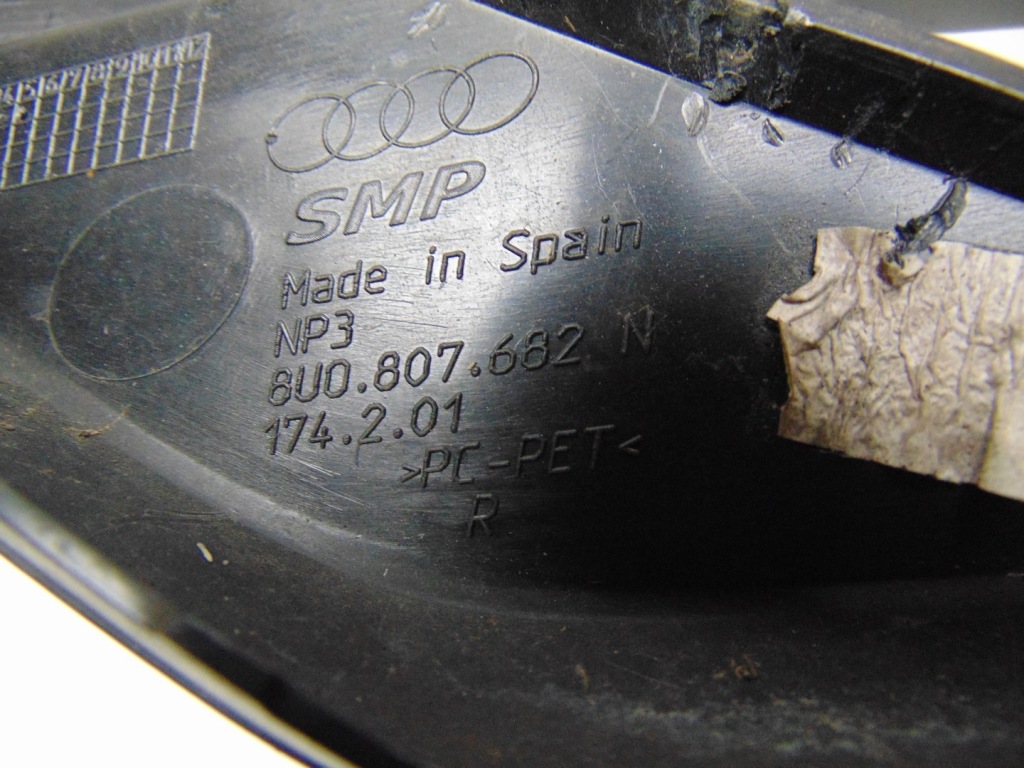 SMP
Made in Spain
NP3
8U0.807.682 N
174.2.01
>PC-PET<
R